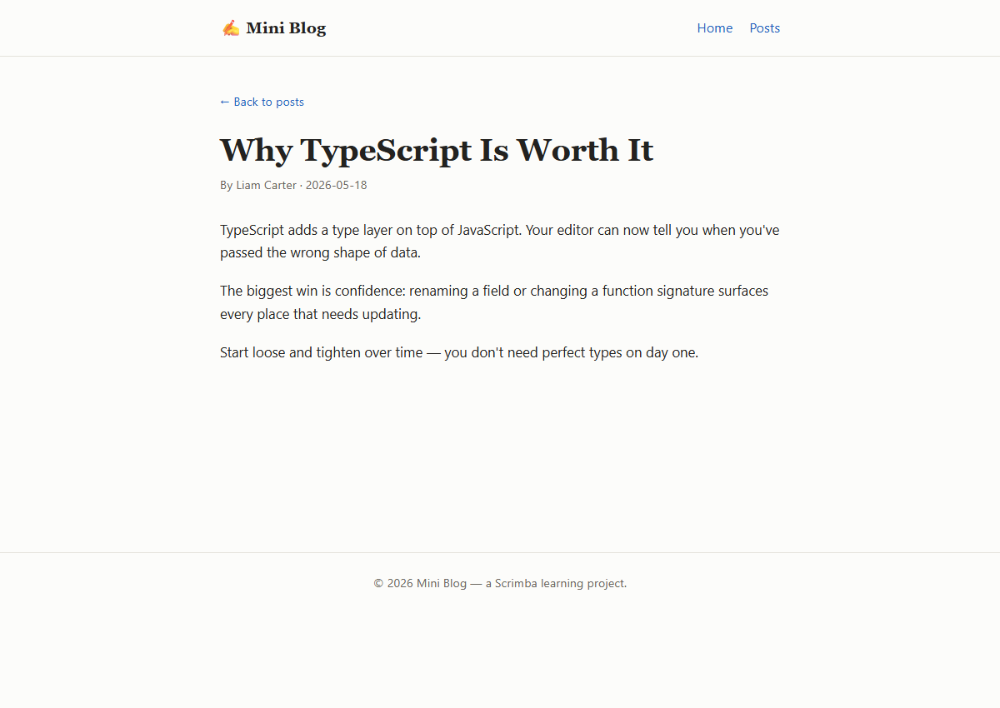 ✍️ Mini Blog
Home Posts
← Back to posts
Why TypeScript Is Worth It
By Liam Carter · 2026-05-18
TypeScript adds a type layer on top of JavaScript. Your editor can now tell you when you've
passed the wrong shape of data.
The biggest win is confidence: renaming a field or changing a function signature surfaces
every place that needs updating.
Start loose and tighten over time — you don't need perfect types on day one.
© 2026 Mini Blog — a Scrimba learning project.